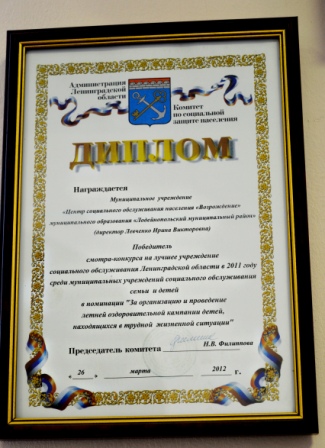 Администрация
Ленинградской
области
Комитет
по социальной
защите населения
ДИПЛОМ
Награждается
Муниципальное учреждение
«Центр социального обслуживания населения «Возрождение»
муниципального образования «Лодейнопольский муниципальный район»
(директор Левченко Ирина Викторовна)
Победитель
смотра-конкурса на лучшее учреждение
социального обслуживания Ленинградской области в 2011 году
среди муниципальных учреждений социального обслуживания
семьи и детей
в номинации "За организацию и проведение
летней оздоровительной кампании детей,
находящихся в трудной жизненной ситуации"
Председатель комитета Н.В. Филиппова
« 26 » марта 2012 г.